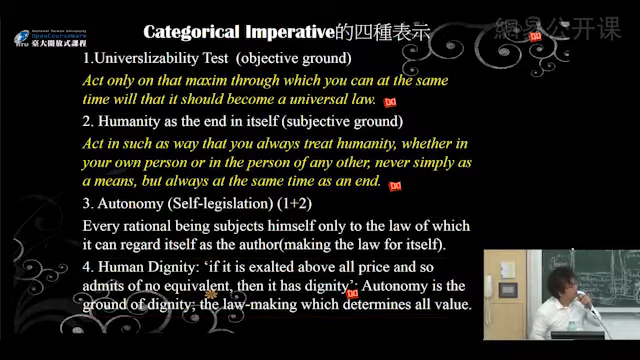 Categorical Imperative的四種表示
網易公开课
National Taiwan University
OpenCourseWare
NTU 臺大開放式課程
1.Universlizability Test (objective ground)
Act only on that maxim through which you can at the same
time will that it should become a universal law.
2. Humanity as the end in itself (subjective ground)
Act in such as way that you always treat humanity, whether in
your own person or in the person of any other, never simply as
a means, but always at the same time as an end.
3. Autonomy (Self-legislation) (1+2)
Every rational being subjects himself only to the law of which
it can regard itself as the author(making the law for itself).
4. Human Dignity: ‘if it is exalted above all price and so
admits of no equivalent, then it has dignity’: Autonomy is the
ground of dignity; the law-making which determines all value.